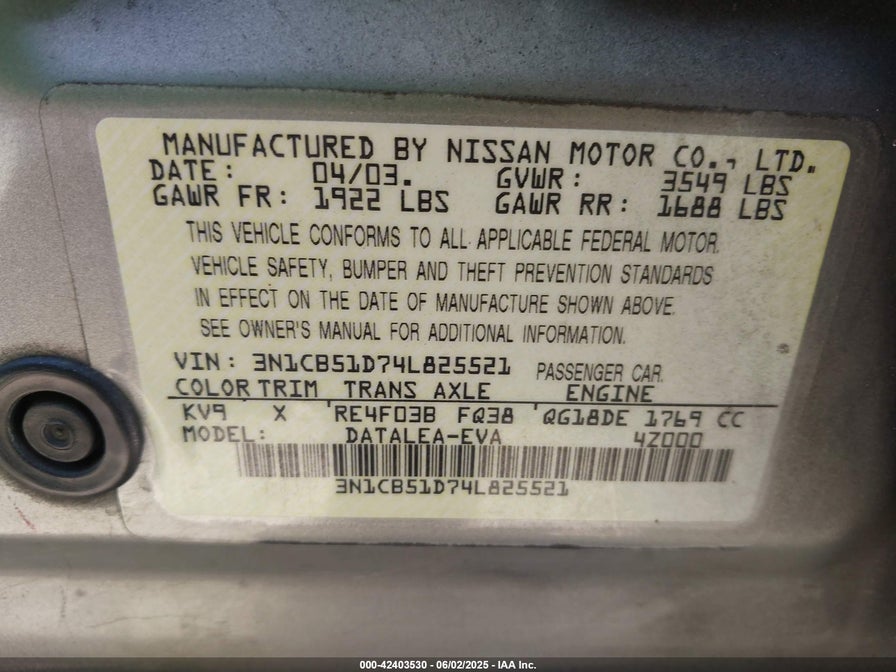 MANUFACTURED BY NISSAN MOTOR CO., LTD.
DATE: 04/03. GVWR: 3549 LBS
GAWR FR: 1922 LBS GAWR RR: 1688 LBS
THIS VEHICLE CONFORMS TO ALL APPLICABLE FEDERAL MOTOR
VEHICLE SAFETY, BUMPER AND THEFT PREVENTION STANDARDS
IN EFFECT ON THE DATE OF MANUFACTURE SHOWN ABOVE.
SEE OWNER'S MANUAL FOR ADDITIONAL INFORMATION.
VIN: 3N1CB51D74L825521 PASSENGER CAR
COLOR TRIM TRANS AXLE ENGINE
KV9 X RE4F03B FQ38 QG18DE 1769 CC
MODEL: DATALEA-EVA 4Z000
3N1CB51D74L825521
000-42403530 - 06/02/2025 - IAA Inc.